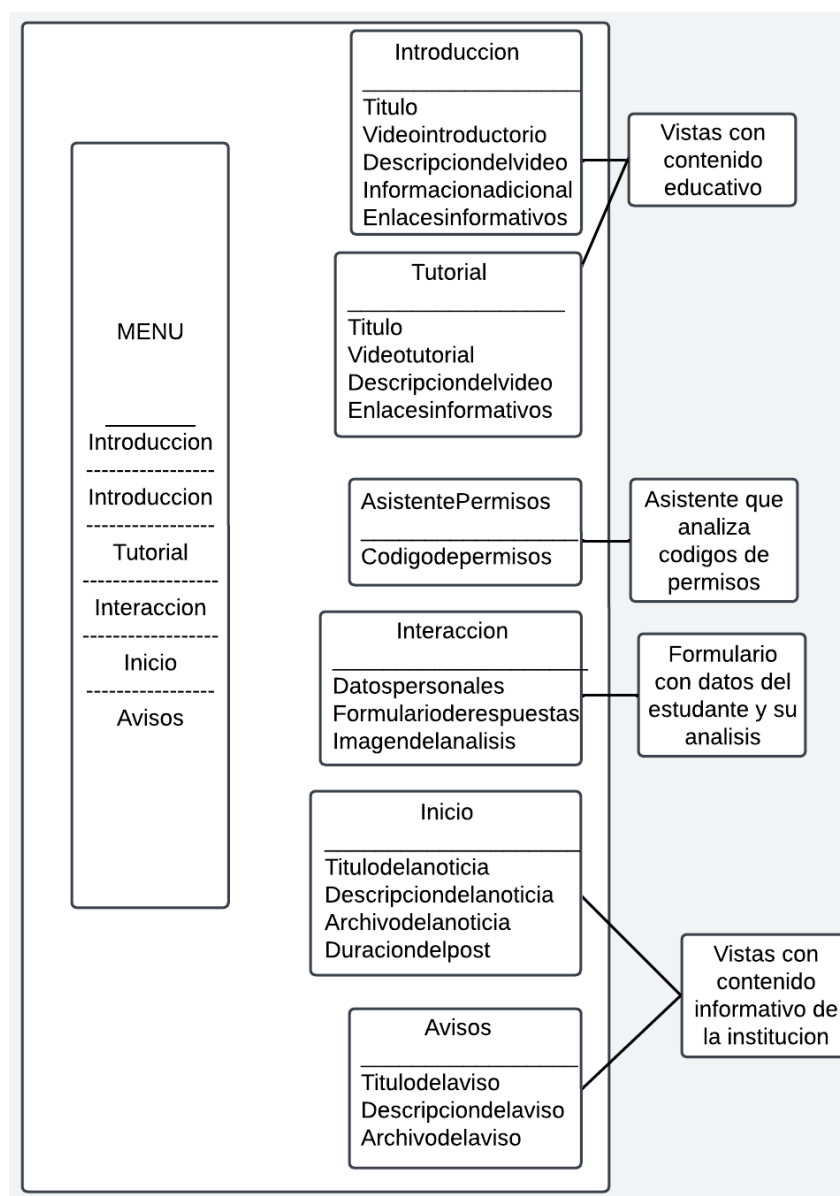 MENU
Introduccion
Introduccion
Tutorial
Interaccion
Inicio
Avisos
Introduccion
Titulo
Videointroductorio
Descripciondelvideo
Informacionadicional
Enlacesinformativos
Vistas con
contenido
educativo
Tutorial
Titulo
Videotutorial
Descripciondelvideo
Enlacesinformativos
AsistentePermisos
Codigodepermisos
Asistente que
analiza
codigos de
permisos
Interaccion
Datospersonales
Formularioderespuestas
Imagendelanalisis
Formulario
con datos del
estudante y su
analisis
Inicio
Titulodelanoticia
Descripciondelanoticia
Archivodelanoticia
Duraciondelpost
Avisos
Titulodelaviso
Descripciondelaviso
Archivodelaviso
Vistas con
contenido
informativo de
la institucion